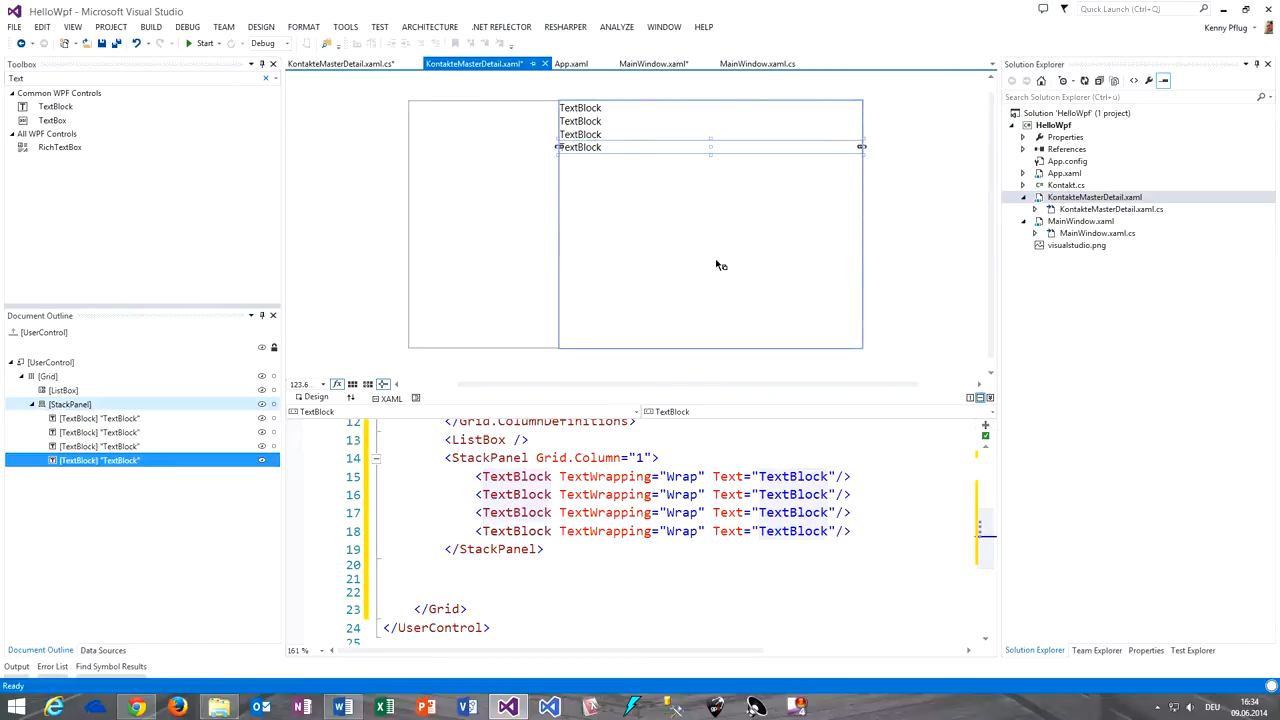 HelloWpf - Microsoft Visual Studio
Quick Launch (Ctrl+Q)
FILE EDIT VIEW PROJECT BUILD DEBUG TEAM DESIGN FORMAT TOOLS TEST ARCHITECTURE .NET REFLECTOR RESHARPER ANALYZE WINDOW HELP
Kenny Pflug
Start Debug
Toolbox
Text
Common WPF Controls
TextBlock
TextBox
All WPF Controls
RichTextBox
Document Outline
[UserControl]
[UserControl]
[Grid]
[ListBox]
[StackPanel]
[TextBlock] "TextBlock"
[TextBlock] "TextBlock"
[TextBlock] "TextBlock"
[TextBlock] "TextBlock"
Document Outline Data Sources
KontakteMasterDetail.xaml.cs* KontakteMasterDetail.xaml* App.xaml MainWindow.xaml* MainWindow.xaml.cs
TextBlock
TextBlock
TextBlock
TextBlock
123.6
Design XAML
TextBlock TextBlock
12 </Grid.ColumnDefinitions>
13 <ListBox />
14 <StackPanel Grid.Column="1">
15 <TextBlock TextWrapping="Wrap" Text="TextBlock"/>
16 <TextBlock TextWrapping="Wrap" Text="TextBlock"/>
17 <TextBlock TextWrapping="Wrap" Text="TextBlock"/>
18 <TextBlock TextWrapping="Wrap" Text="TextBlock"/>
19 </StackPanel>
20
21
22
23 </Grid>
24 </UserControl>
25
161 %
Solution Explorer
Search Solution Explorer (Ctrl+ü)
Solution 'HelloWpf' (1 project)
HelloWpf
Properties
References
App.config
App.xaml
Kontakt.cs
KontakteMasterDetail.xaml
KontakteMasterDetail.xaml.cs
MainWindow.xaml
MainWindow.xaml.cs
visualstudio.png
Solution Explorer Team Explorer Properties Test Explorer
Output Error List Find Symbol Results
Ready
DEU
16:34
09.06.2014